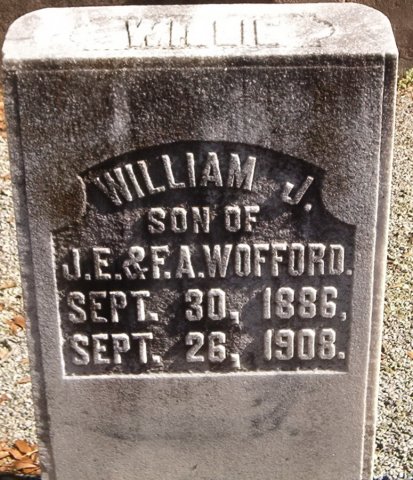 WILLIE
WILLIAM J.
SON OF
J.E.&F.A.WOFFORD.
SEPT. 30, 1886,
SEPT. 26, 1908.